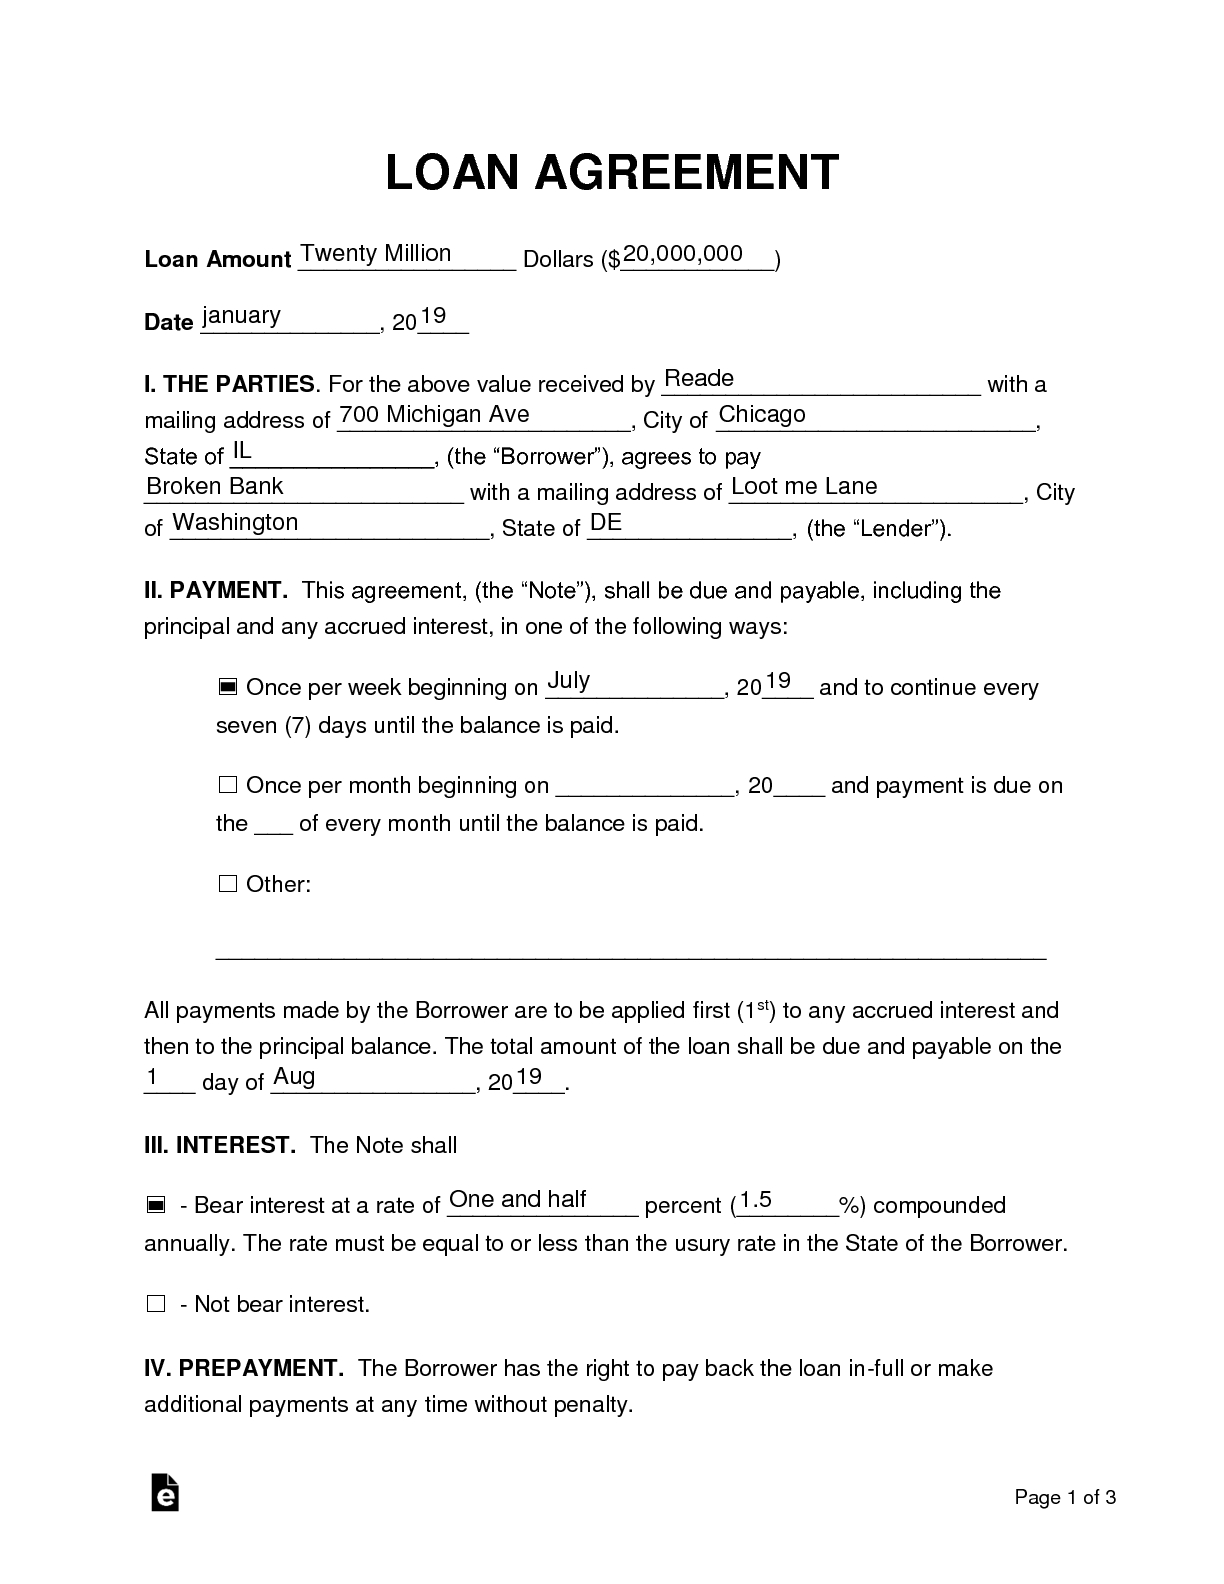 LOAN AGREEMENT
Loan Amount Twenty Million Dollars ($20,000,000)
Date january, 2019
I. THE PARTIES. For the above value received by Reade with a
mailing address of 700 Michigan Ave, City of Chicago,
State of IL, (the “Borrower”), agrees to pay
Broken Bank with a mailing address of Loot me Lane, City
of Washington, State of DE, (the “Lender”).
II. PAYMENT. This agreement, (the “Note”), shall be due and payable, including the
principal and any accrued interest, in one of the following ways:
Once per week beginning on July, 2019 and to continue every
seven (7) days until the balance is paid.
Once per month beginning on ______________, 20____ and payment is due on
the ___ of every month until the balance is paid.
Other:
All payments made by the Borrower are to be applied first (1st) to any accrued interest and
then to the principal balance. The total amount of the loan shall be due and payable on the
1 day of Aug, 2019.
III. INTEREST. The Note shall
- Bear interest at a rate of One and half percent (1.5%) compounded
annually. The rate must be equal to or less than the usury rate in the State of the Borrower.
- Not bear interest.
IV. PREPAYMENT. The Borrower has the right to pay back the loan in-full or make
additional payments at any time without penalty.
e
Page 1 of 3